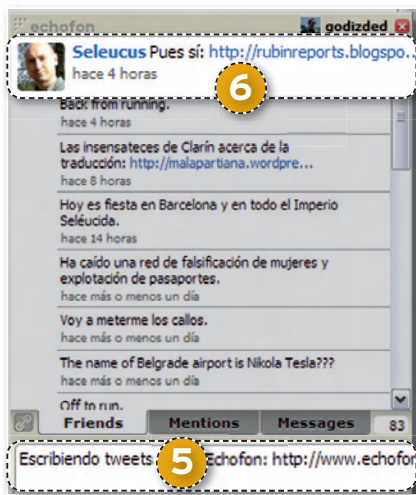 echofon godizded
Seleucus Pues sí: http://rubinreports.blogspo..
hace 4 horas
6
Back from running.
hace 4 horas
Las insensateces de Clarín acerca de la
traducción: http://malapartiana.wordpre...
hace 8 horas
Hoy es fiesta en Barcelona y en todo el Imperio
Seléucida.
hace 14 horas
Ha caído una red de falsificación de mujeres y
explotación de pasaportes.
hace más o menos un día
Voy a meterme los callos.
hace más o menos un día
The name of Belgrade airport is Nikola Tesla???
hace más o menos un día
Off to run.
Friends Mentions Messages 83
Escribiendo tweets 5 Echofon: http://www.echofon